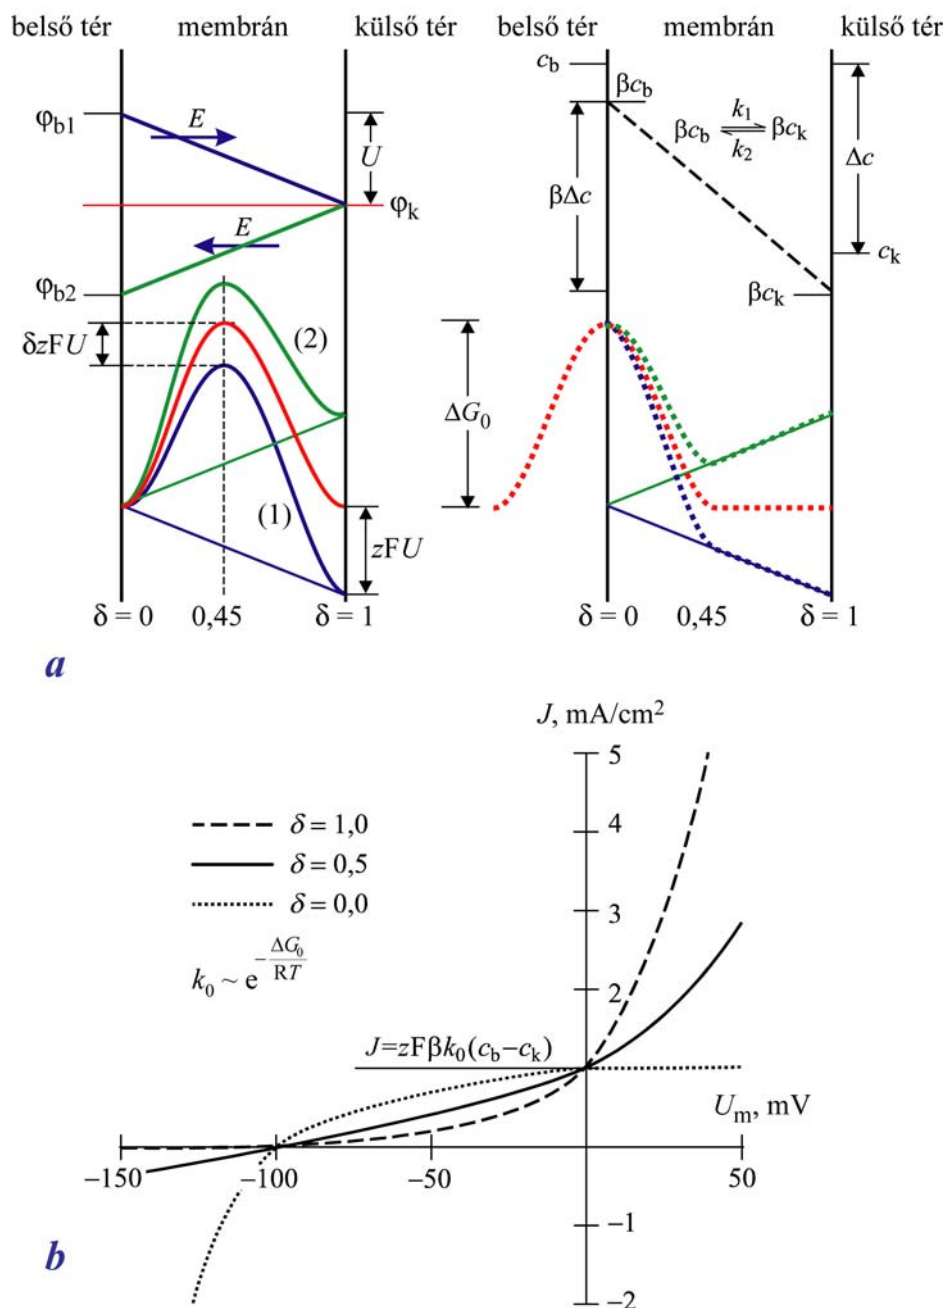 belső tér membrán külső tér
φb1
E
U
φk
E
φb2
δzFU
(2)
(1)
zFU
δ = 0 0,45 δ = 1
belső tér membrán külső tér
cb
βcb
k1
βcb ⇌ βck
k2
Δc
βΔc
ck
βck
ΔG0
δ = 0 0,45 δ = 1
a
J, mA/cm²
5
4
3
2
δ = 1,0
δ = 0,5
δ = 0,0
k0 ~ e^−ΔG0/RT
J=zFβk0(cb−ck)
Um, mV
−150 −100 −50 50
−1
−2
b